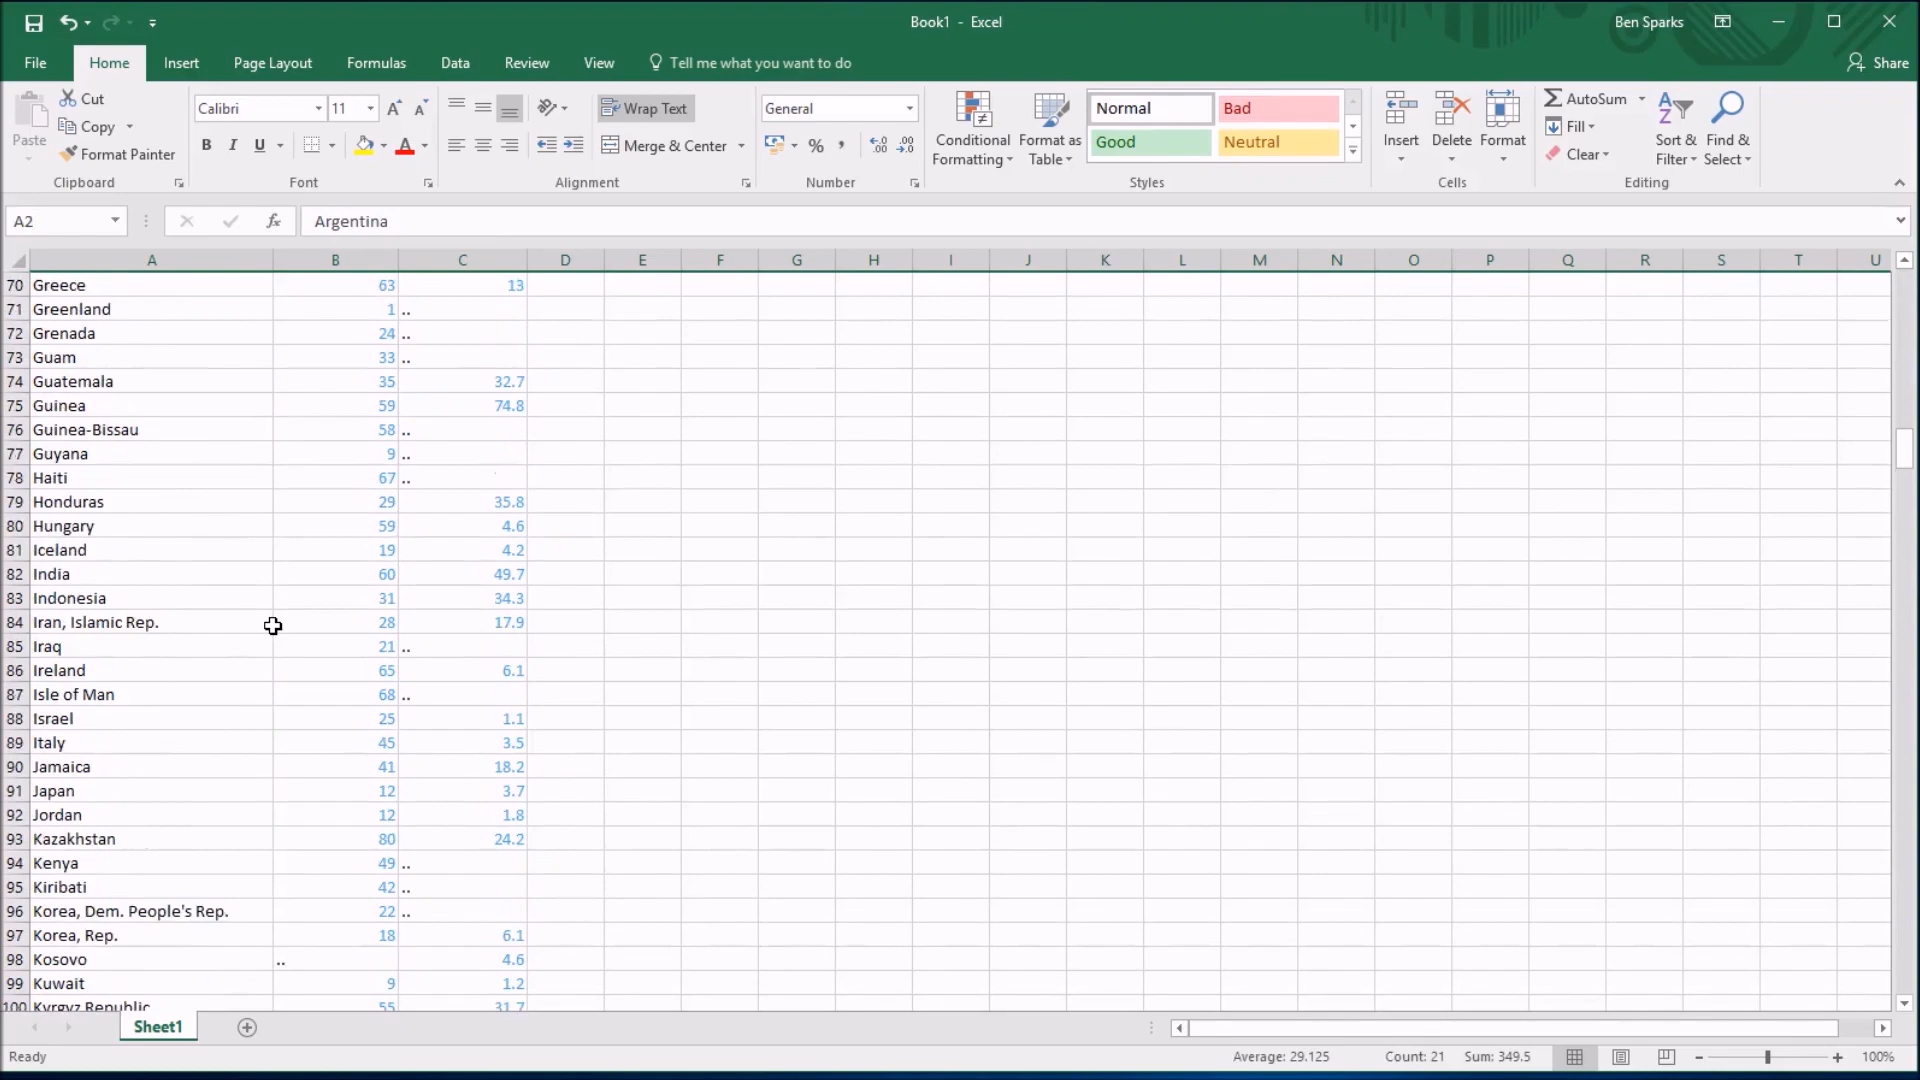 Book1 - Excel
Ben Sparks
File Home Insert Page Layout Formulas Data Review View Tell me what you want to do Share
Paste
Cut
Copy
Format Painter
Clipboard
Calibri 11
B I U
Font
Wrap Text
Merge & Center
Alignment
General
%
Number
Conditional Formatting
Format as Table
Normal Bad
Good Neutral
Styles
Insert Delete Format
Cells
AutoSum
Fill
Clear
Sort & Filter
Find & Select
Editing
A2 fx Argentina
A B C D E F G H I J K L M N O P Q R S T U
70 Greece 63 13
71 Greenland 1 ..
72 Grenada 24 ..
73 Guam 33 ..
74 Guatemala 35 32.7
75 Guinea 59 74.8
76 Guinea-Bissau 58 ..
77 Guyana 9 ..
78 Haiti 67 ..
79 Honduras 29 35.8
80 Hungary 59 4.6
81 Iceland 19 4.2
82 India 60 49.7
83 Indonesia 31 34.3
84 Iran, Islamic Rep. 28 17.9
85 Iraq 21 ..
86 Ireland 65 6.1
87 Isle of Man 68 ..
88 Israel 25 1.1
89 Italy 45 3.5
90 Jamaica 41 18.2
91 Japan 12 3.7
92 Jordan 12 1.8
93 Kazakhstan 80 24.2
94 Kenya 49 ..
95 Kiribati 42 ..
96 Korea, Dem. People's Rep. 22 ..
97 Korea, Rep. 18 6.1
98 Kosovo .. 4.6
99 Kuwait 9 1.2
100 Kyrgyz Republic 55 31.7
Sheet1
Ready Average: 29.125 Count: 21 Sum: 349.5 100%